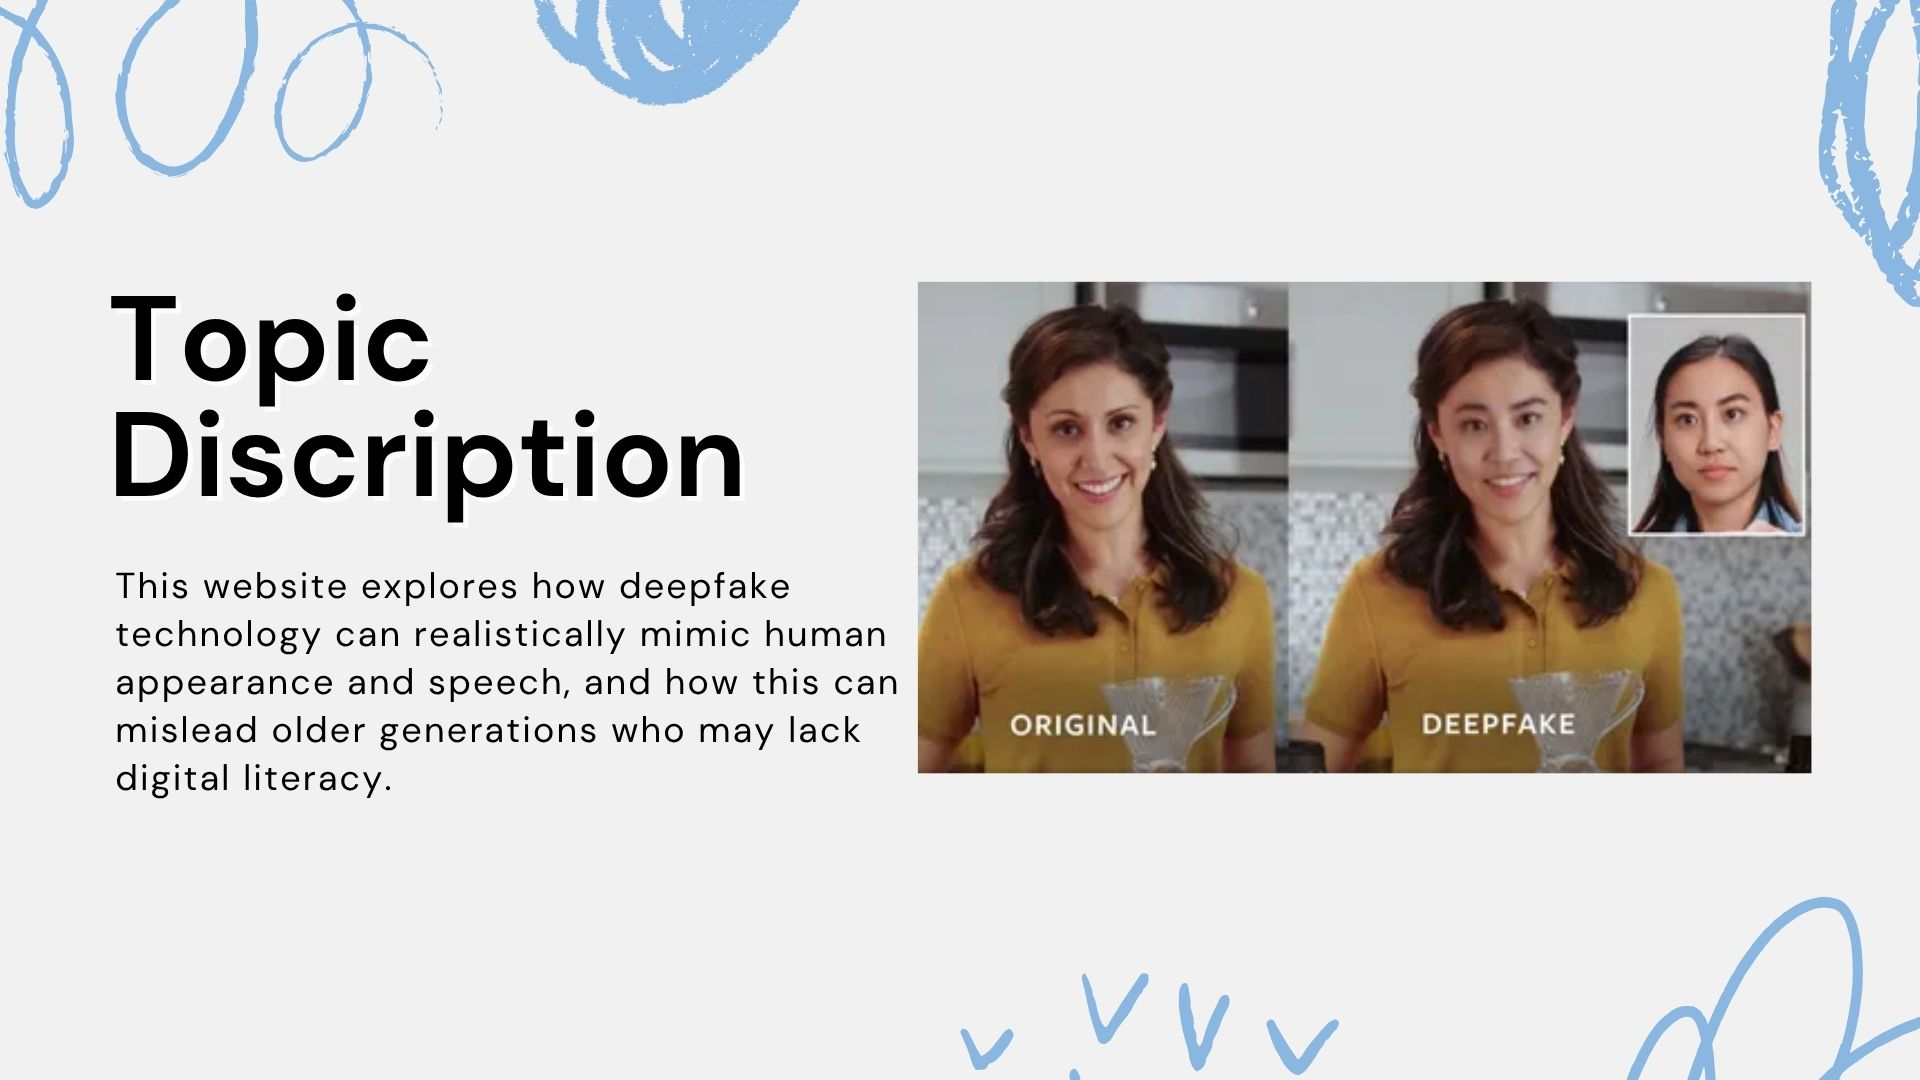 Topic
Discription
This website explores how deepfake
technology can realistically mimic human
appearance and speech, and how this can
mislead older generations who may lack
digital literacy.
ORIGINAL
DEEPFAKE